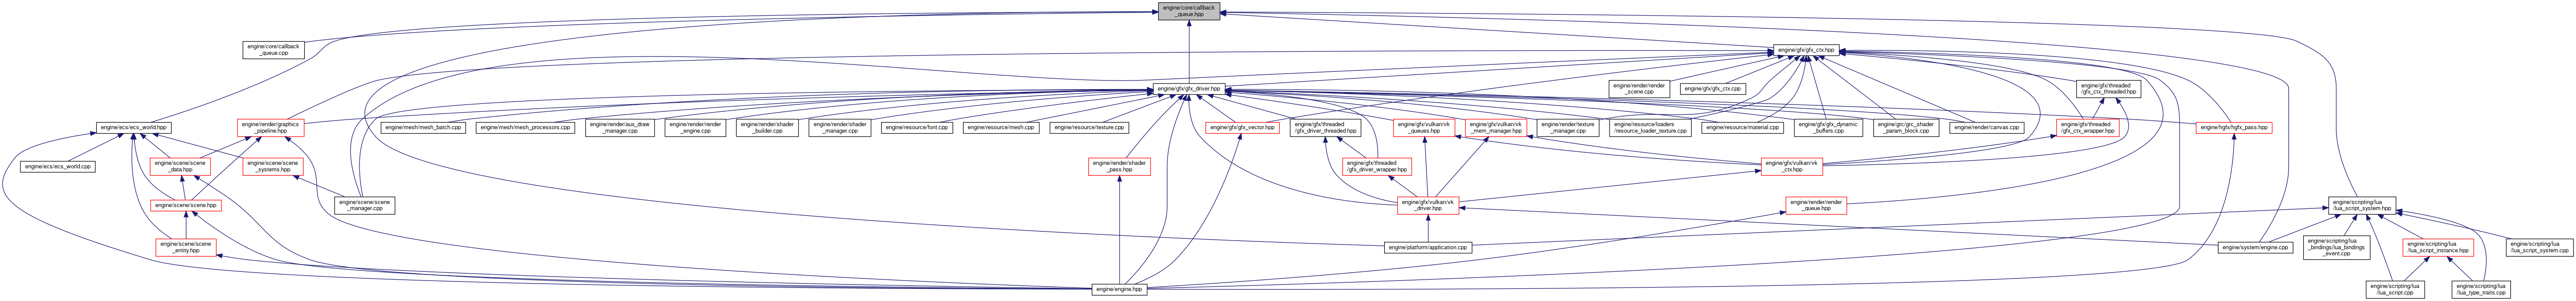 engine/core/callback
_queue.hpp
engine/core/callback
_queue.cpp
engine/gfx/gfx_ctx.hpp
engine/gfx/gfx_driver.hpp
engine/render/render
_scene.cpp
engine/gfx/gfx_ctx.cpp
engine/gfx/threaded
/gfx_ctx_threaded.hpp
engine/ecs/ecs_world.hpp
engine/render/graphics
_pipeline.hpp
engine/mesh/mesh_batch.cpp
engine/mesh/mesh_processors.cpp
engine/render/aux_draw
_manager.cpp
engine/render/render
_engine.cpp
engine/render/shader
_builder.cpp
engine/render/shader
_manager.cpp
engine/resource/font.cpp
engine/resource/mesh.cpp
engine/resource/texture.cpp
engine/gfx/gfx_vector.hpp
engine/gfx/threaded
/gfx_driver_threaded.hpp
engine/gfx/vulkan/vk
_queues.hpp
engine/gfx/vulkan/vk
_mem_manager.hpp
engine/render/texture
_manager.cpp
engine/resource/loaders
/resource_loader_texture.cpp
engine/resource/material.cpp
engine/gfx/gfx_dynamic
_buffers.cpp
engine/grc/grc_shader
_param_block.cpp
engine/render/canvas.cpp
engine/gfx/threaded
/gfx_ctx_wrapper.hpp
engine/hgfx/hgfx_pass.hpp
engine/ecs/ecs_world.cpp
engine/scene/scene
_data.hpp
engine/scene/scene
_systems.hpp
engine/render/shader
_pass.hpp
engine/gfx/threaded
/gfx_driver_wrapper.hpp
engine/gfx/vulkan/vk
_ctx.hpp
engine/scene/scene.hpp
engine/scene/scene
_manager.cpp
engine/gfx/vulkan/vk
_driver.hpp
engine/render/render
_queue.hpp
engine/scripting/lua
/lua_script_system.hpp
engine/scene/scene
_entity.hpp
engine/platform/application.cpp
engine/system/engine.cpp
engine/scripting/lua
_bindings/lua_bindings
_event.cpp
engine/scripting/lua
/lua_script_instance.hpp
engine/scripting/lua
/lua_script_system.cpp
engine/engine.hpp
engine/scripting/lua
/lua_script.cpp
engine/scripting/lua
/lua_type_traits.cpp